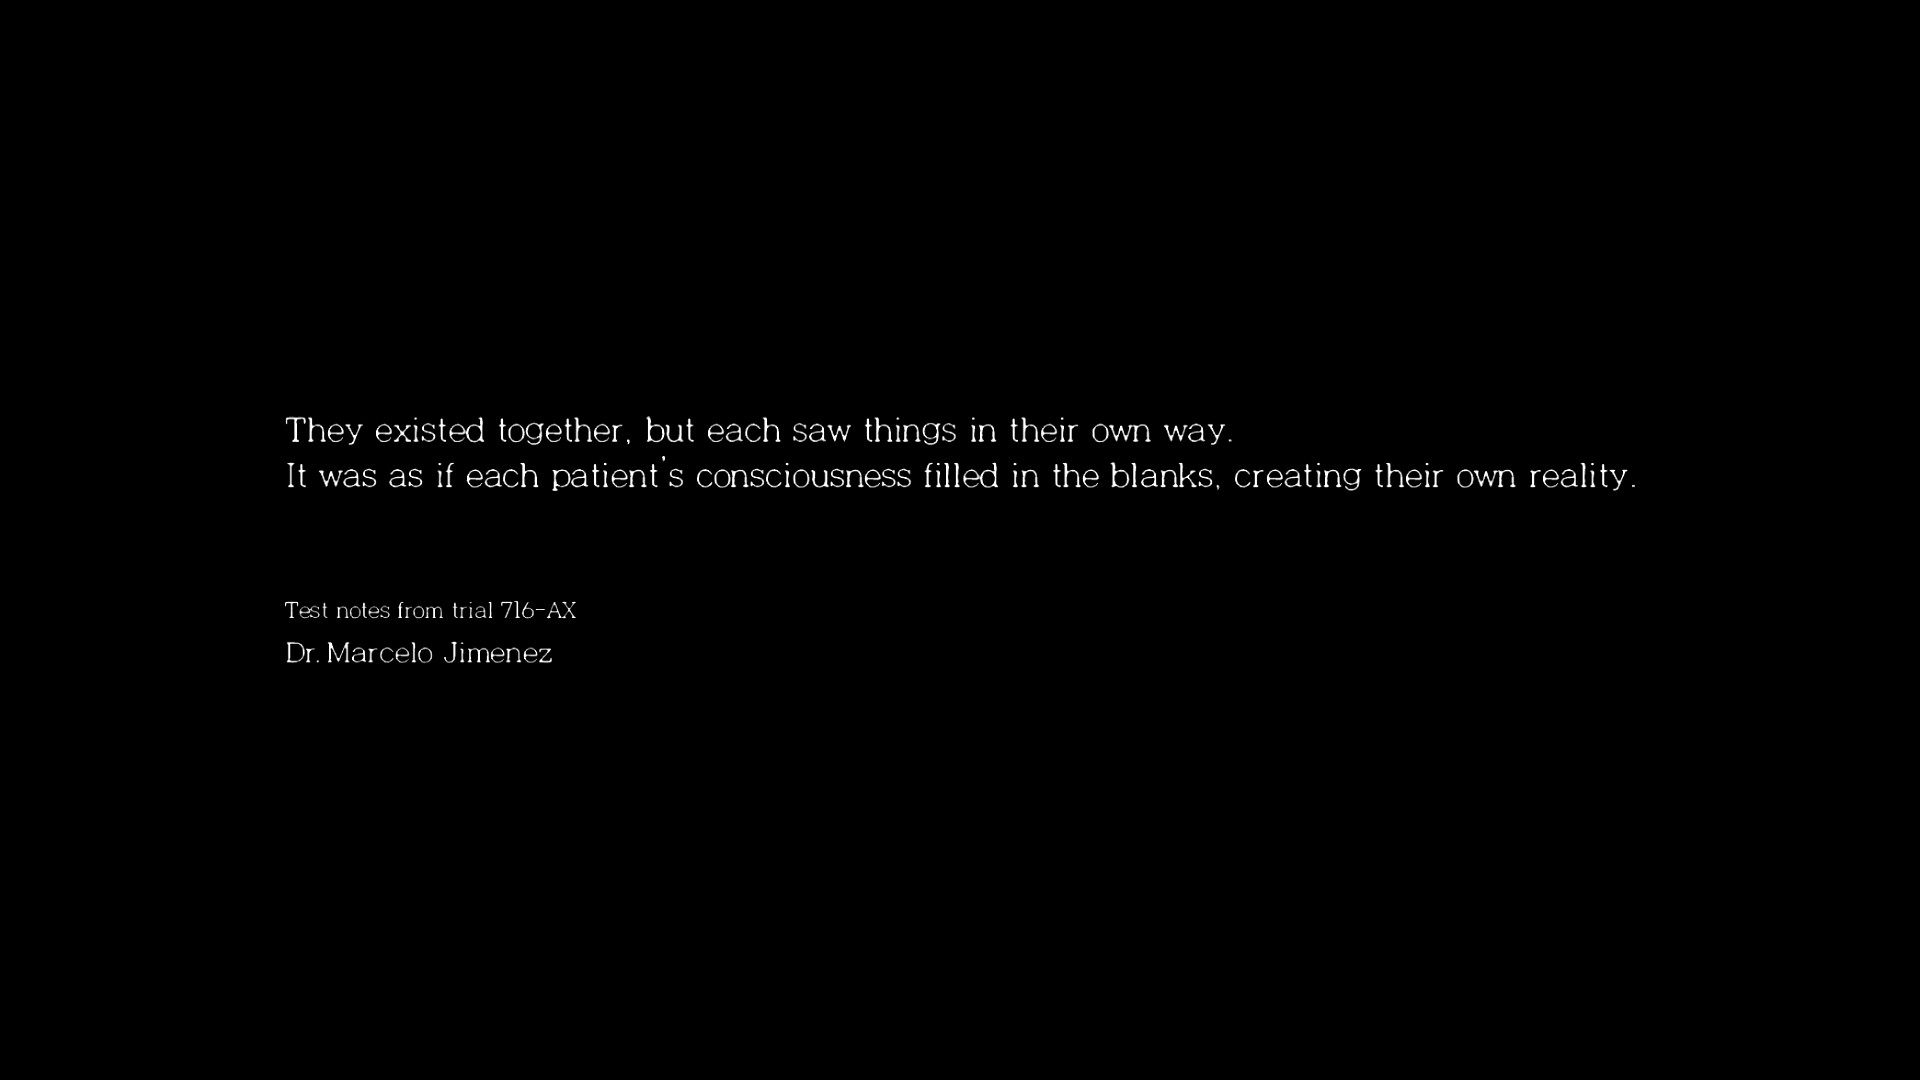 They existed together, but each saw things in their own way.
It was as if each patient's consciousness filled in the blanks, creating their own reality.
Test notes from trial 716-AX
Dr. Marcelo Jimenez